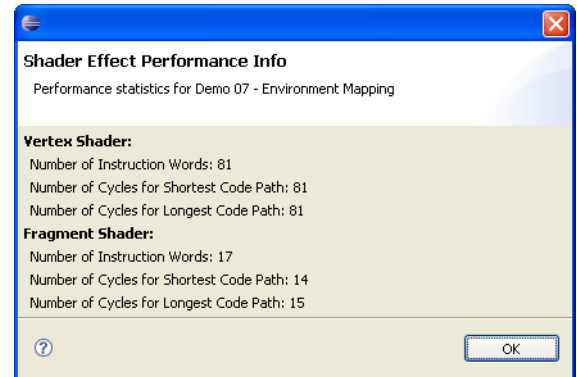 Shader Effect Performance Info
Performance statistics for Demo 07 - Environment Mapping
Vertex Shader:
Number of Instruction Words: 81
Number of Cycles for Shortest Code Path: 81
Number of Cycles for Longest Code Path: 81
Fragment Shader:
Number of Instruction Words: 17
Number of Cycles for Shortest Code Path: 14
Number of Cycles for Longest Code Path: 15
?
OK